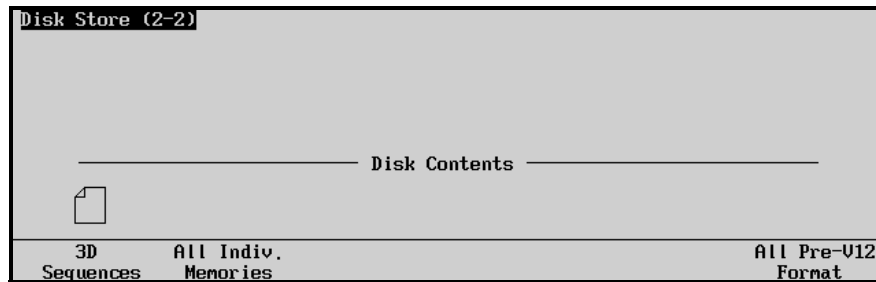 Disk Store (2-2)
Disk Contents
3D All Indiv. All Pre-V12
Sequences Memories Format